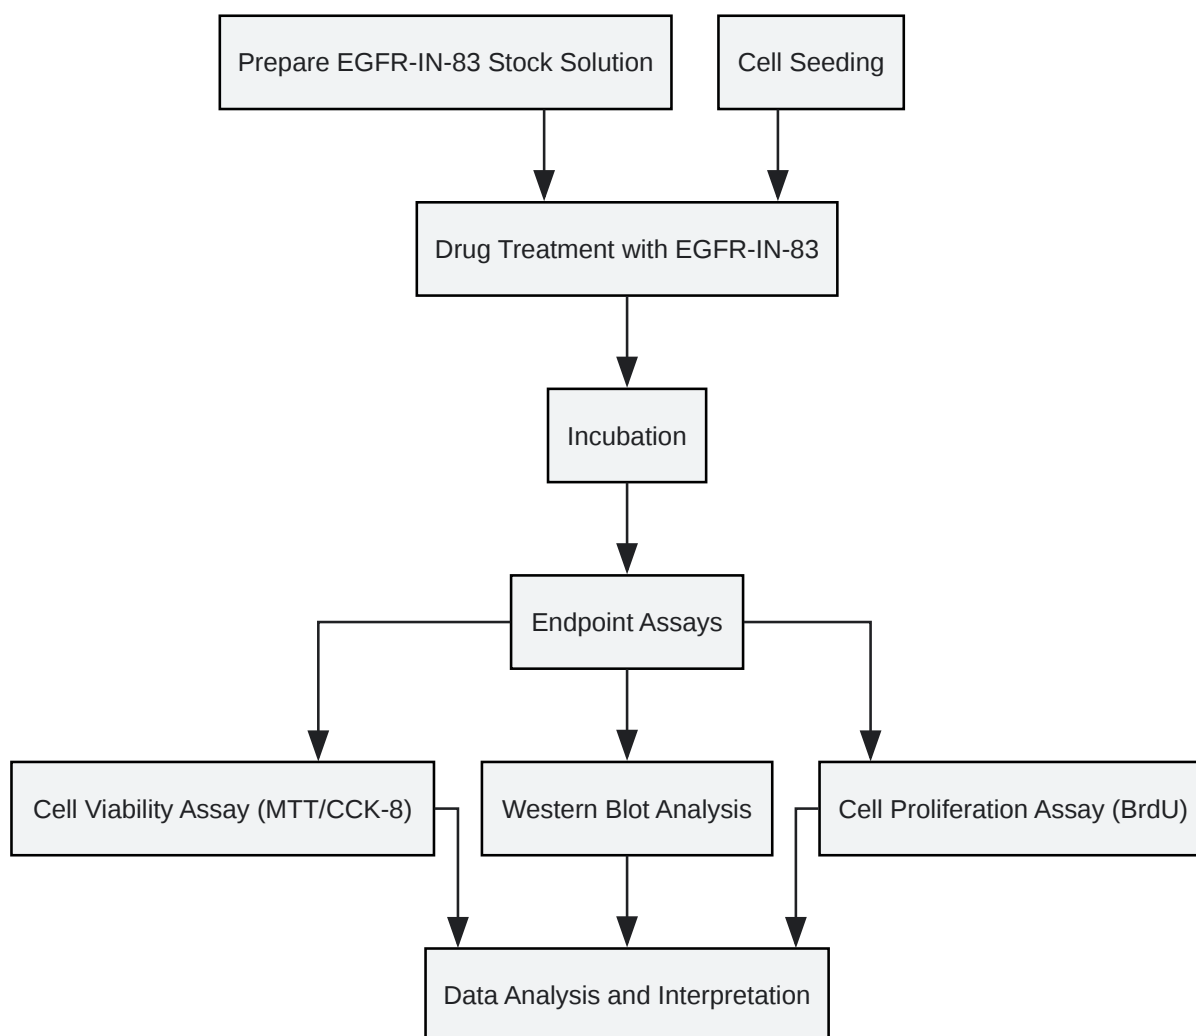 Prepare EGFR-IN-83 Stock Solution
Cell Seeding
Drug Treatment with EGFR-IN-83
Incubation
Endpoint Assays
Cell Viability Assay (MTT/CCK-8)
Western Blot Analysis
Cell Proliferation Assay (BrdU)
Data Analysis and Interpretation